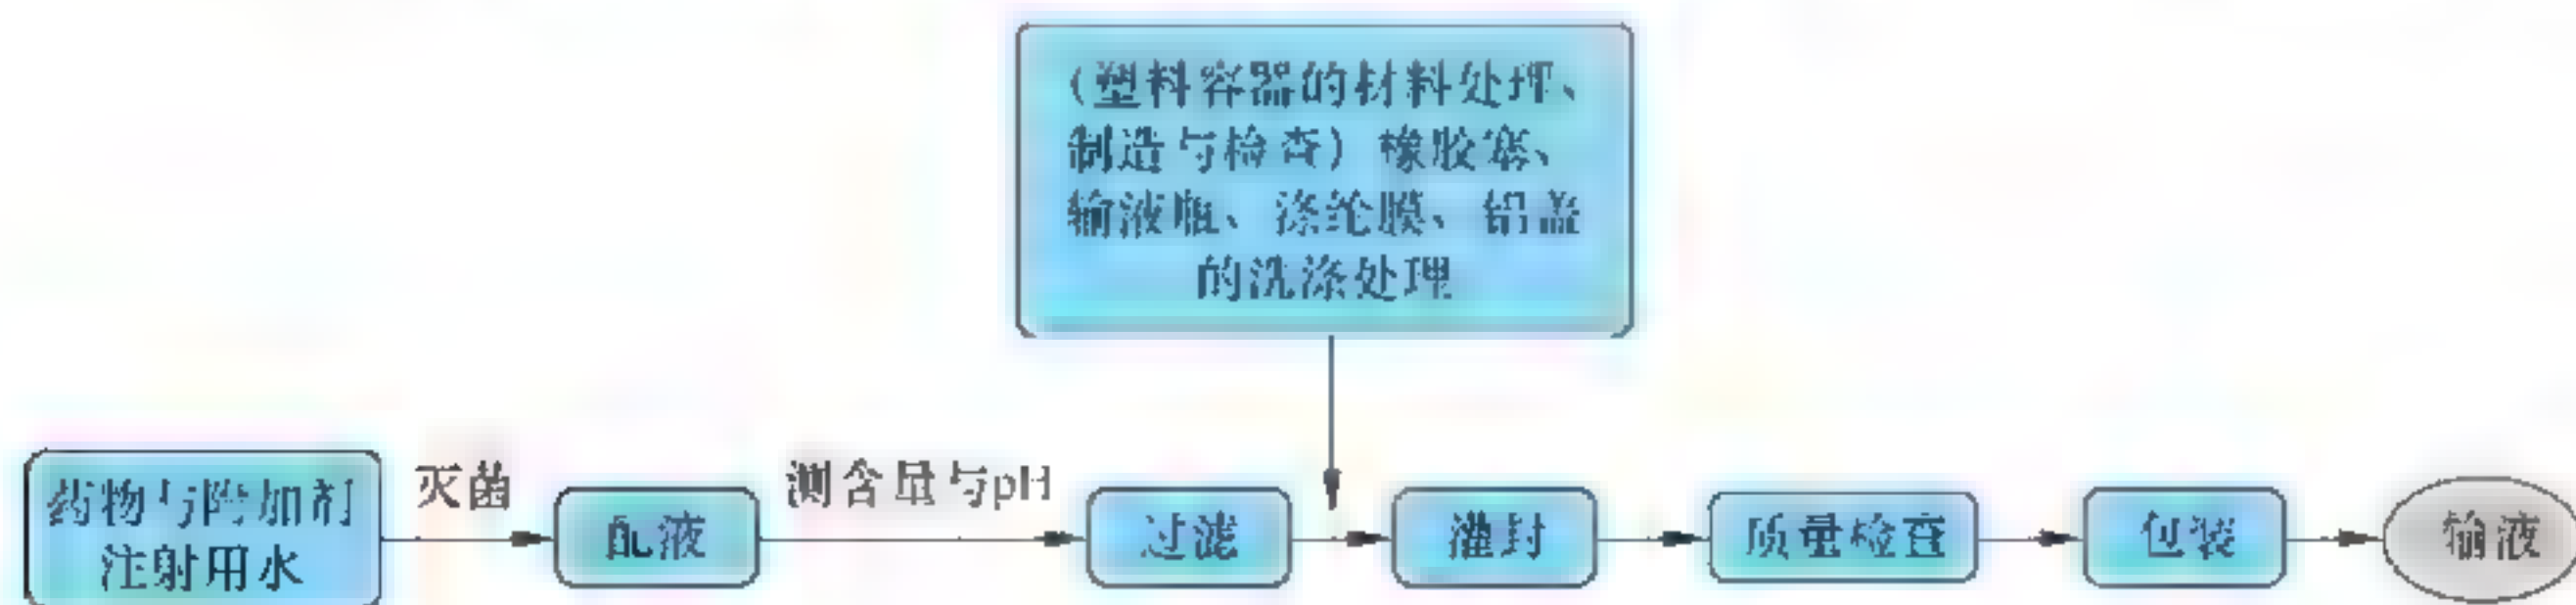 (塑料容器的材料处理、
制造与检查)橡胶塞、
输液瓶、涤纶膜、铝盖
的洗涤处理
药物与附加剂
注射用水
灭菌
配液
测含量与pH
过滤
灌封
质量检查
包装
输液